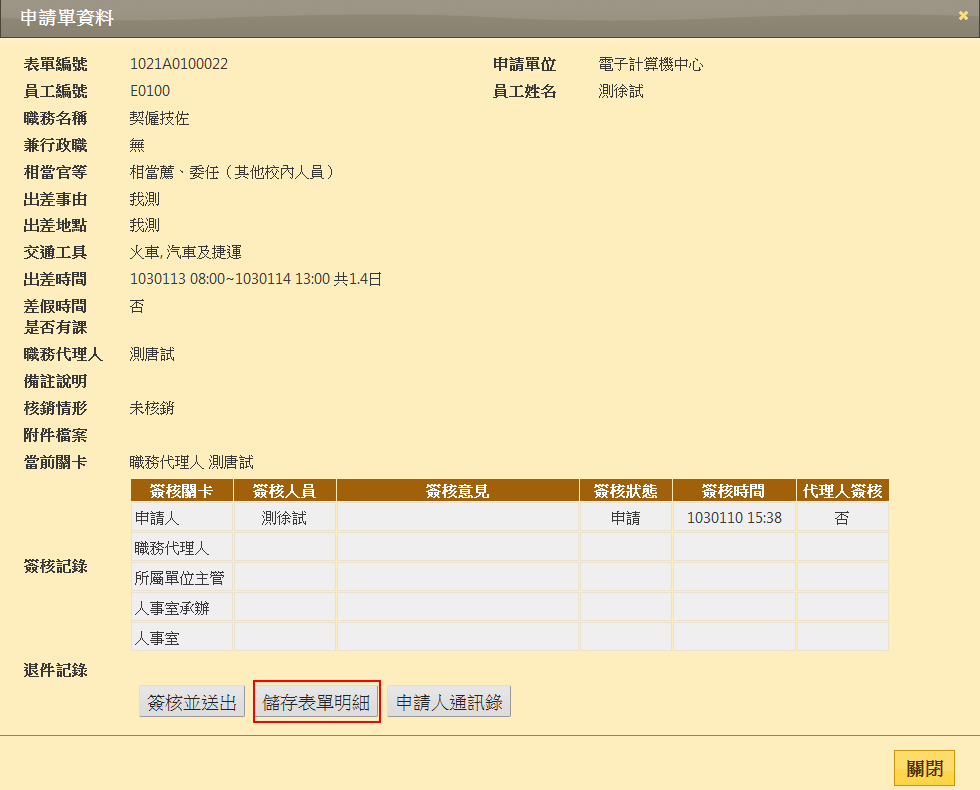 申請單資料
表單編號 1021A0100022 申請單位 電子計算機中心
員工編號 E0100 員工姓名 測徐試
職務名稱 契僱技佐
兼行政職 無
相當官等 相當薦、委任（其他校內人員）
出差事由 我測
出差地點 我測
交通工具 火車, 汽車及捷運
出差時間 1030113 08:00~1030114 13:00 共1.4日
差假時間 否
是否有課
職務代理人 測唐試
備註說明
核銷情形 未核銷
附件檔案
當前關卡 職務代理人 測唐試
簽核關卡 簽核人員 簽核意見 簽核狀態 簽核時間 代理人簽核
申請人 測徐試 申請 1030110 15:38 否
職務代理人
簽核記錄
所屬單位主管
人事室承辦
人事室
退件記錄
簽核並送出 儲存表單明細 申請人通訊錄
關閉